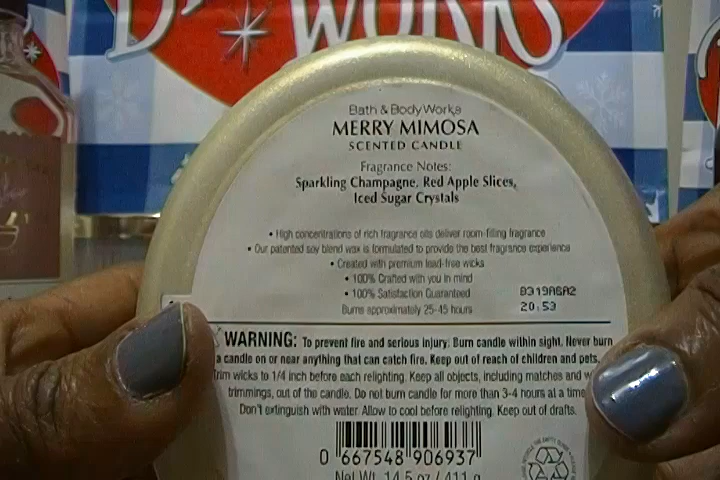 B WORKS
Bath & Body Works
MERRY MIMOSA
SCENTED CANDLE
Fragrance Notes:
Sparkling Champagne, Red Apple Slices,
Iced Sugar Crystals
• High concentrations of rich fragrance oils deliver room-filling fragrance
• Our patented soy blend wax is formulated to provide the best fragrance experience
• Created with premium lead-free wicks
• 100% Crafted with you in mind
• 100% Satisfaction Guaranteed
Burns approximately 25-45 hours
8319A6A2
20:53
WARNING: To prevent fire and serious injury: Burn candle within sight. Never burn
a candle on or near anything that can catch fire. Keep out of reach of children and pets.
Trim wicks to 1/4 inch before each relighting. Keep all objects, including matches and
trimmings, out of the candle. Do not burn candle for more than 3-4 hours at a time
Don't extinguish with water. Allow to cool before relighting. Keep out of drafts.
0 667548 906937
Net Wt. 14.5 oz / 411 g